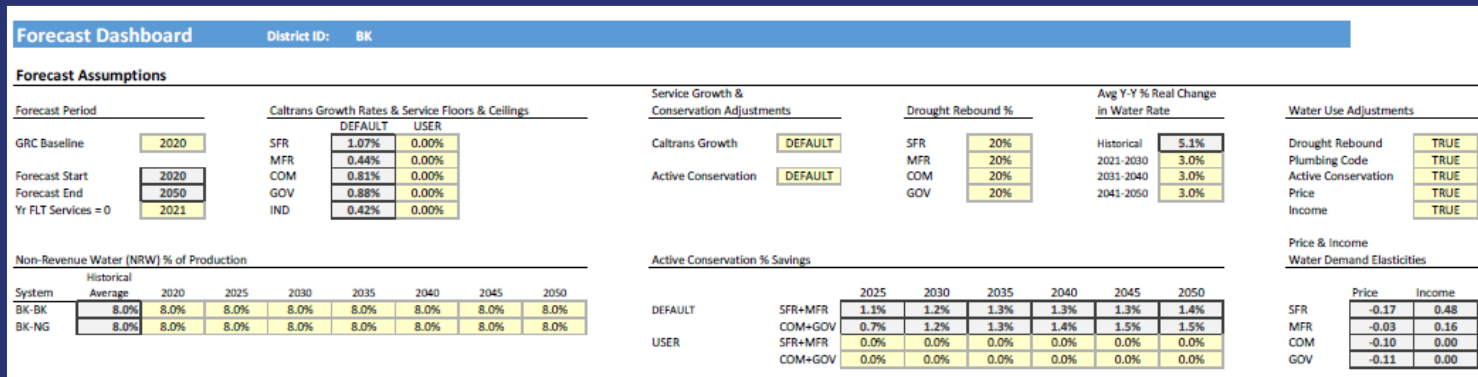 Forecast Dashboard District ID: BK
Forecast Assumptions
Forecast Period
GRC Baseline 2020
Forecast Start 2020
Forecast End 2050
Yr FLT Services = 0 2021
Caltrans Growth Rates & Service Floors & Ceilings
DEFAULT USER
SFR 1.07% 0.00%
MFR 0.44% 0.00%
COM 0.81% 0.00%
GOV 0.88% 0.00%
IND 0.42% 0.00%
Service Growth &
Conservation Adjustments
Caltrans Growth DEFAULT
Active Conservation DEFAULT
Drought Rebound %
SFR 20%
MFR 20%
COM 20%
GOV 20%
Avg Y-Y % Real Change
in Water Rate
Historical 5.1%
2021-2030 3.0%
2031-2040 3.0%
2041-2050 3.0%
Water Use Adjustments
Drought Rebound TRUE
Plumbing Code TRUE
Active Conservation TRUE
Price TRUE
Income TRUE
Non-Revenue Water (NRW) % of Production
Historical
System Average 2020 2025 2030 2035 2040 2045 2050
BK-BK 8.0% 8.0% 8.0% 8.0% 8.0% 8.0% 8.0% 8.0%
BK-NG 8.0% 8.0% 8.0% 8.0% 8.0% 8.0% 8.0% 8.0%
Active Conservation % Savings
2025 2030 2035 2040 2045 2050
DEFAULT SFR+MFR 1.1% 1.2% 1.3% 1.3% 1.3% 1.4%
COM+GOV 0.7% 1.2% 1.3% 1.4% 1.5% 1.5%
USER SFR+MFR 0.0% 0.0% 0.0% 0.0% 0.0% 0.0%
COM+GOV 0.0% 0.0% 0.0% 0.0% 0.0% 0.0%
Price & Income
Water Demand Elasticities
Price Income
SFR -0.17 0.48
MFR -0.03 0.16
COM -0.10 0.00
GOV -0.11 0.00